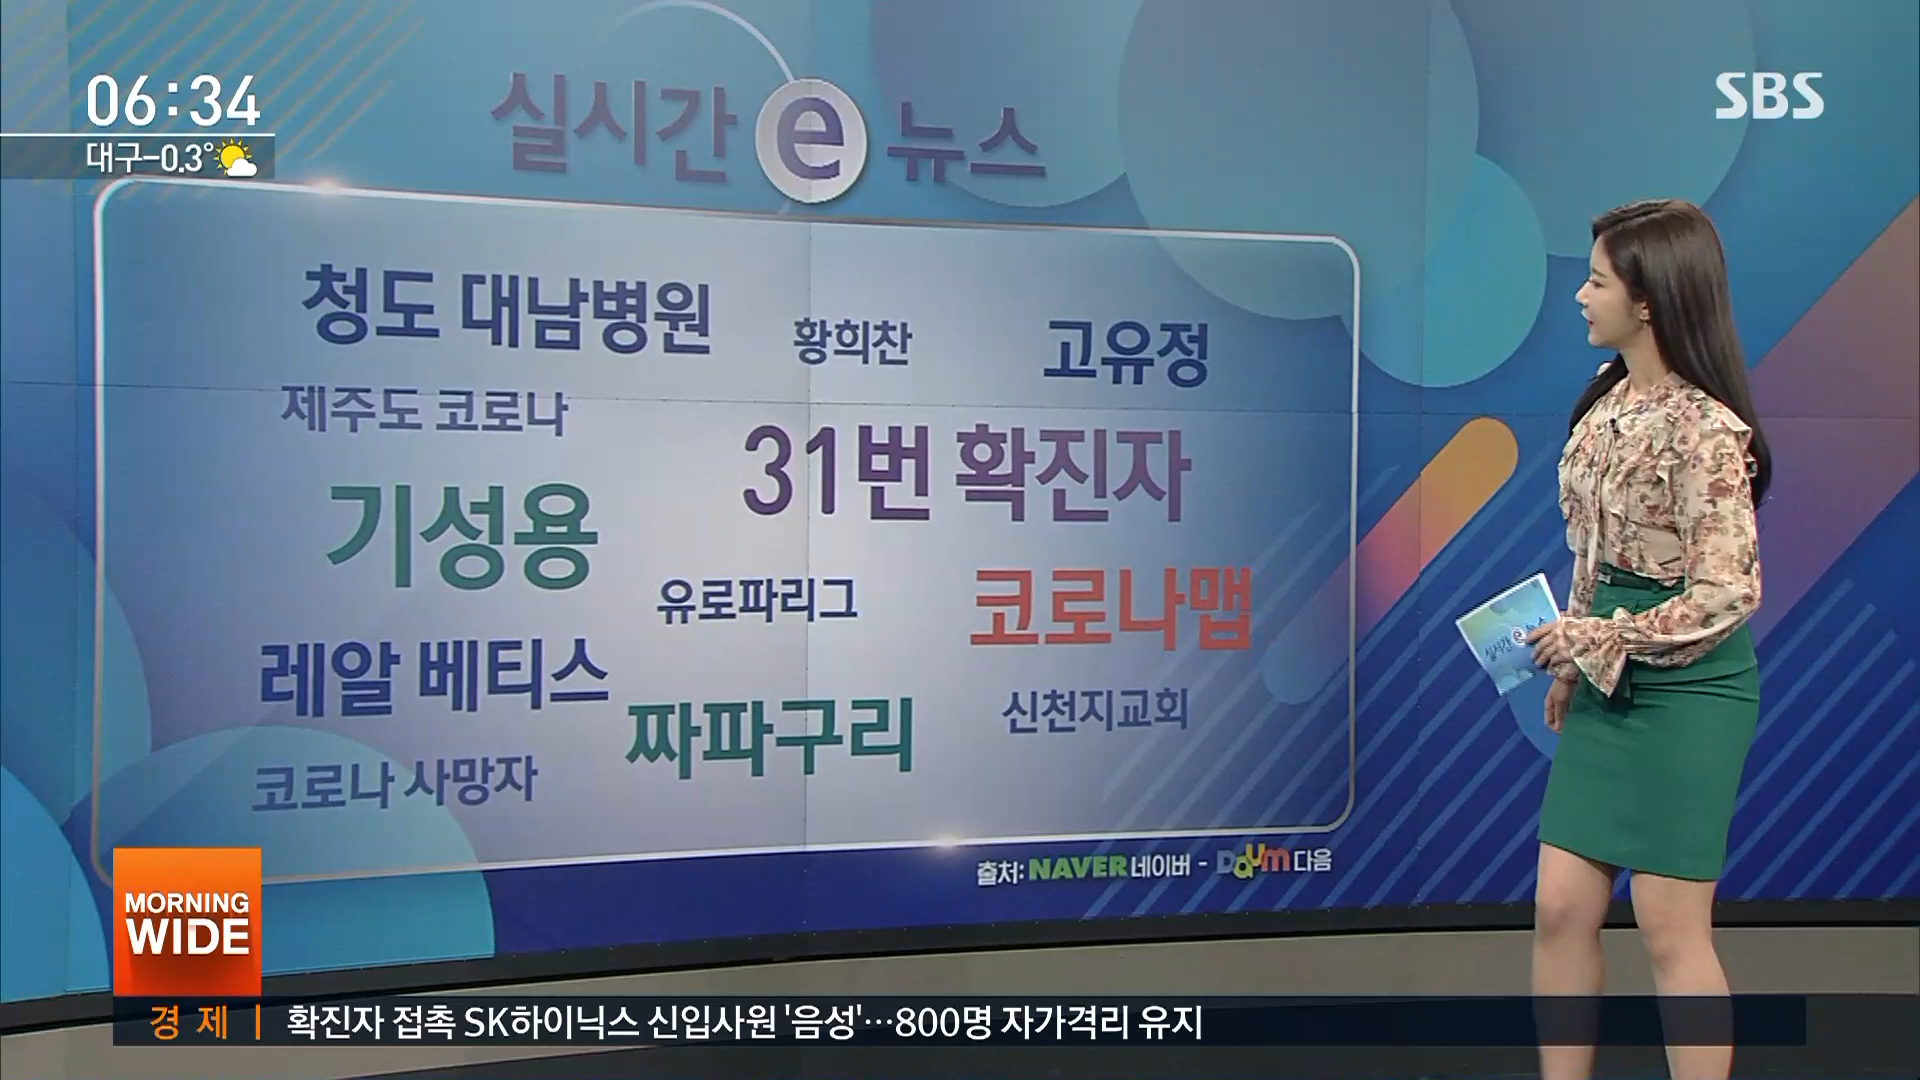 06:34
대구-0.3°
실시간 e 뉴스
SBS
청도 대남병원
황희찬
고유정
제주도 코로나
31번 확진자
기성용
유로파리그
코로나맵
레알 베티스
짜파구리
신천지교회
코로나 사망자
출처: NAVER 네이버 - Daum 다음
실시간 e 뉴스
MORNING
WIDE
경제 | 확진자 접촉 SK하이닉스 신입사원 '음성'…800명 자가격리 유지